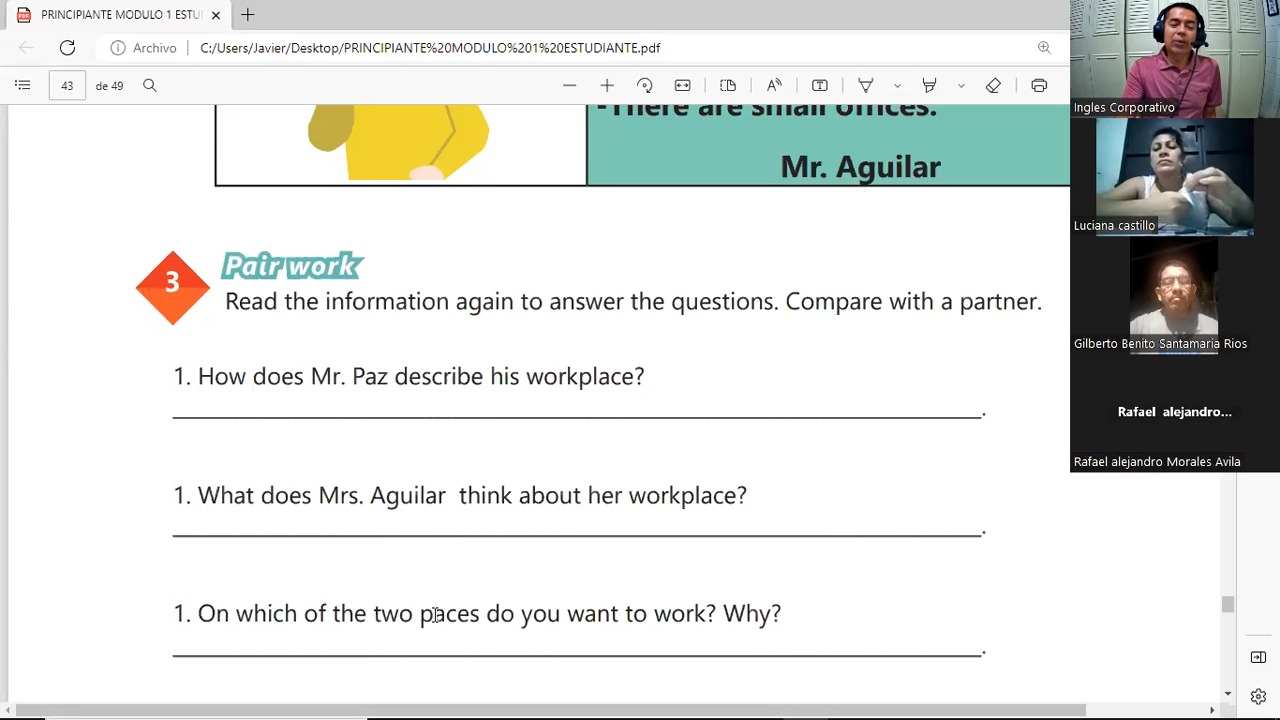 PRINCIPIANTE MODULO 1 ESTU
Archivo
C:/Users/Javier/Desktop/PRINCIPIANTE%20MODULO%201%20ESTUDIANTE.pdf
43
de 49
-There are small offices.
Mr. Aguilar
3
Pair work
Read the information again to answer the questions. Compare with a partner.
1. How does Mr. Paz describe his workplace?
1. What does Mrs. Aguilar think about her workplace?
1. On which of the two paces do you want to work? Why?
Ingles Corporativo
Luciana castillo
Gilberto Benito Santamaria Rios
Rafael alejandro...
Rafael alejandro Morales Avila